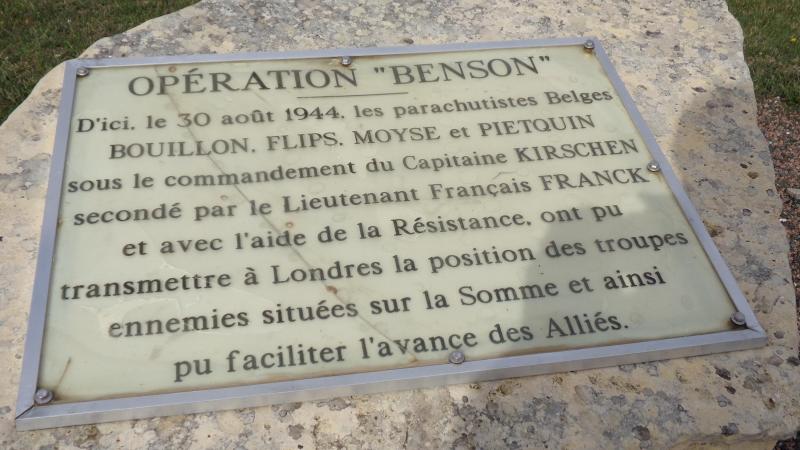 OPÉRATION "BENSON"
D'ici, le 30 août 1944, les parachutistes Belges
BOUILLON, FLIPS, MOYSE et PIETQUIN
sous le commandement du Capitaine KIRSCHEN
secondé par le Lieutenant Français FRANCK
et avec l'aide de la Résistance, ont pu
transmettre à Londres la position des troupes
ennemies situées sur la Somme et ainsi
pu faciliter l'avance des Alliés.